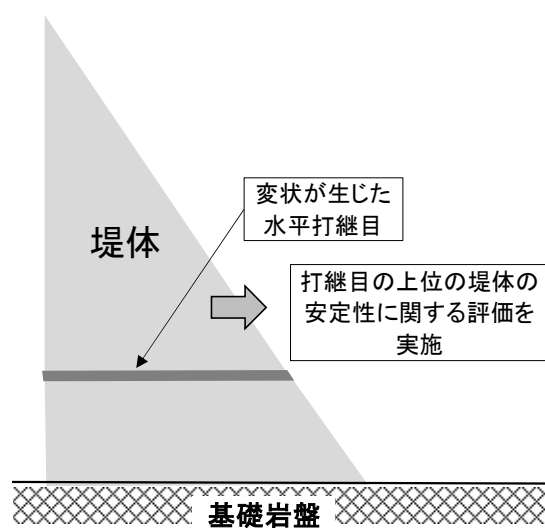 変状が生じた
水平打継目
堤体
打継目の上位の堤体の
安定性に関する評価を
実施
基礎岩盤